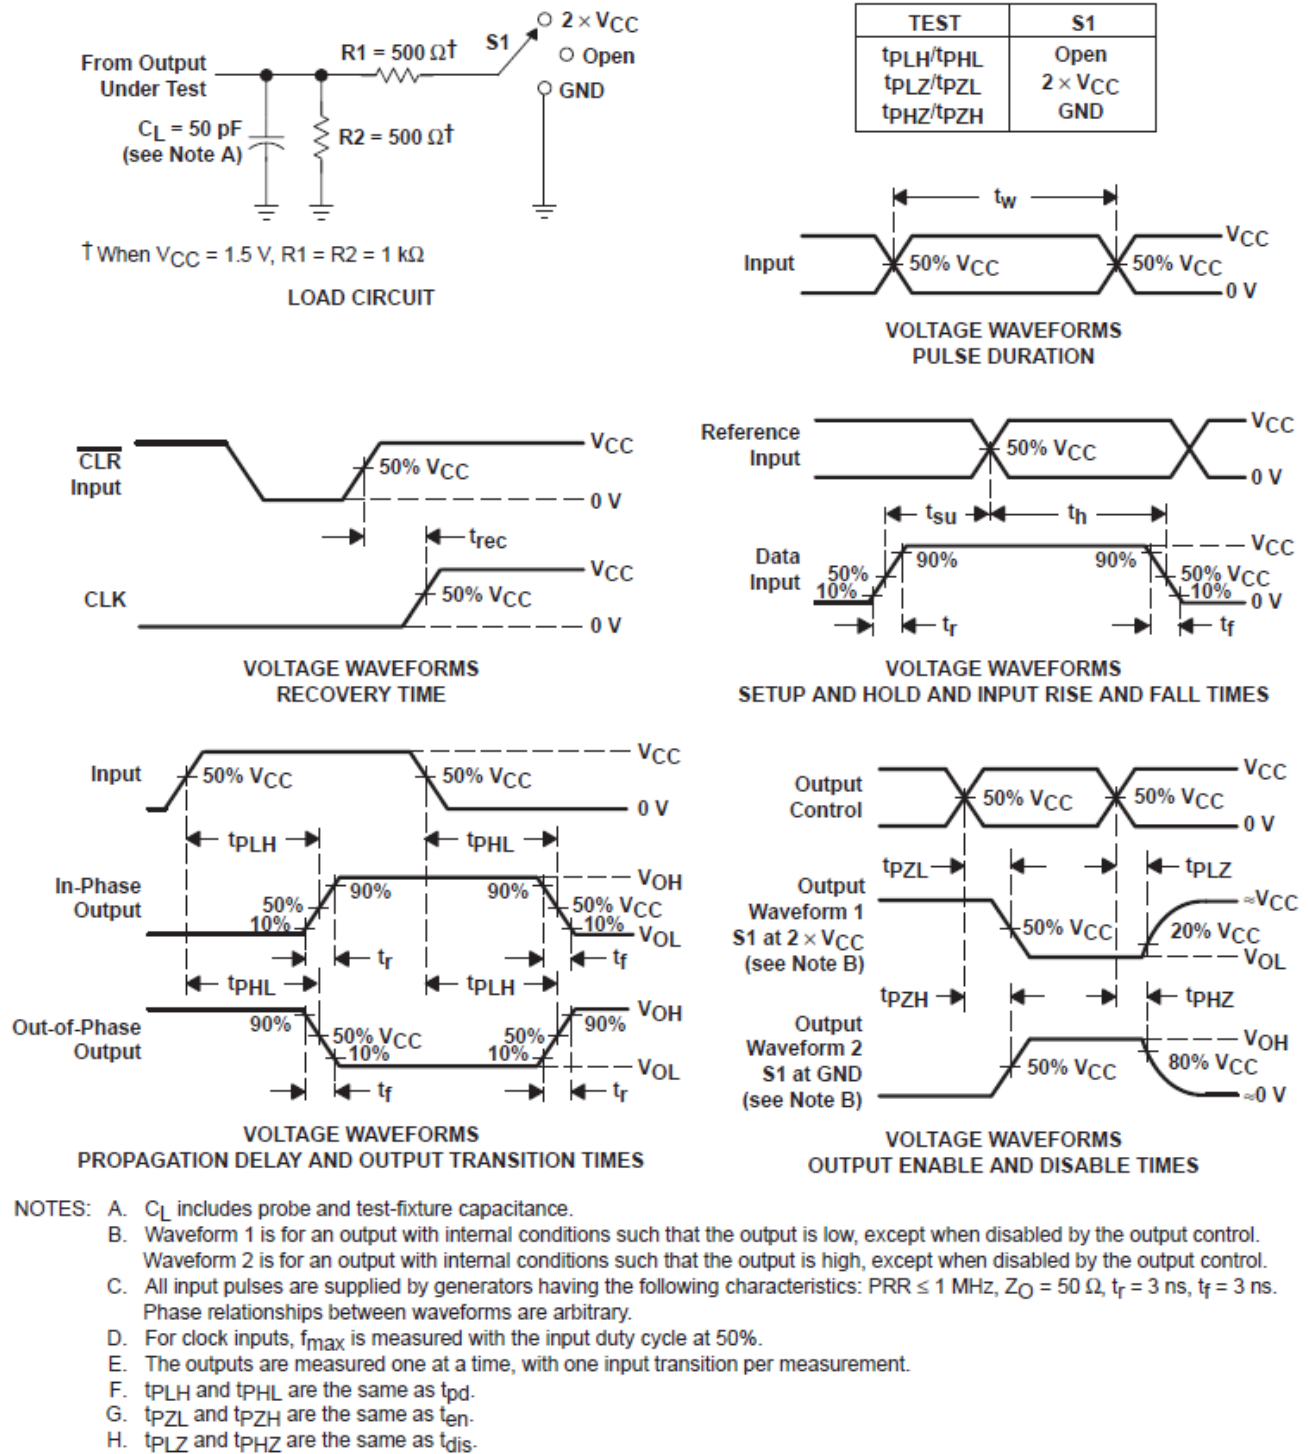 From Output
Under Test
CL = 50 pF
(see Note A)
R1 = 500 Ω†
R2 = 500 Ω†
S1
2 × VCC
Open
GND
† When VCC = 1.5 V, R1 = R2 = 1 kΩ
LOAD CIRCUIT
TEST S1
tPLH/tPHL Open
tPLZ/tPZL 2 × VCC
tPHZ/tPZH GND
tw
Input
50% VCC
50% VCC
VCC
0 V
VOLTAGE WAVEFORMS
PULSE DURATION
CLR
Input
50% VCC
VCC
0 V
trec
CLK
50% VCC
VCC
0 V
VOLTAGE WAVEFORMS
RECOVERY TIME
Reference
Input
50% VCC
VCC
0 V
tsu
th
Data
Input
50%
10%
90%
90%
50% VCC
10%
VCC
0 V
tr
tf
VOLTAGE WAVEFORMS
SETUP AND HOLD AND INPUT RISE AND FALL TIMES
Input
50% VCC
50% VCC
VCC
0 V
tPLH
tPHL
In-Phase
Output
50%
10%
90%
90%
50% VCC
10%
VOH
VOL
tr
tf
tPHL
tPLH
Out-of-Phase
Output
90%
50% VCC
10%
50%
10%
90%
VOH
VOL
tf
tr
VOLTAGE WAVEFORMS
PROPAGATION DELAY AND OUTPUT TRANSITION TIMES
Output
Control
50% VCC
50% VCC
VCC
0 V
tPZL
tPLZ
Output
Waveform 1
S1 at 2 × VCC
(see Note B)
50% VCC
20% VCC
≈VCC
VOL
tPZH
tPHZ
Output
Waveform 2
S1 at GND
(see Note B)
50% VCC
80% VCC
VOH
≈0 V
VOLTAGE WAVEFORMS
OUTPUT ENABLE AND DISABLE TIMES
NOTES: A. CL includes probe and test-fixture capacitance.
B. Waveform 1 is for an output with internal conditions such that the output is low, except when disabled by the output control.
Waveform 2 is for an output with internal conditions such that the output is high, except when disabled by the output control.
C. All input pulses are supplied by generators having the following characteristics: PRR ≤ 1 MHz, ZO = 50 Ω, tr = 3 ns, tf = 3 ns.
Phase relationships between waveforms are arbitrary.
D. For clock inputs, fmax is measured with the input duty cycle at 50%.
E. The outputs are measured one at a time, with one input transition per measurement.
F. tPLH and tPHL are the same as tpd.
G. tPZL and tPZH are the same as ten.
H. tPLZ and tPHZ are the same as tdis.